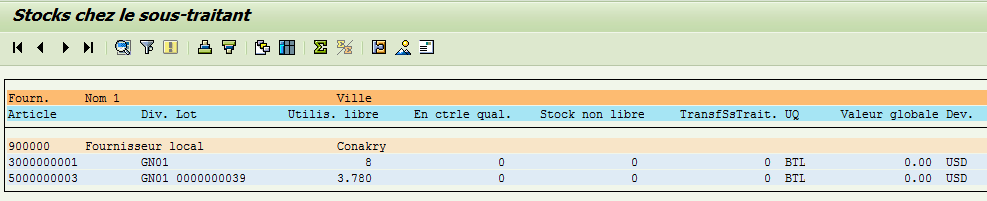 Stocks chez le sous-traitant
Fourn. Nom 1 Ville
Article Div. Lot Utilis. libre En ctrle qual. Stock non libre TransfSsTrait. UQ Valeur globale Dev.
900000 Fournisseur local Conakry
3000000001 GN01 8 0 0 0 BTL 0.00 USD
5000000003 GN01 0000000039 3.780 0 0 0 BTL 0.00 USD